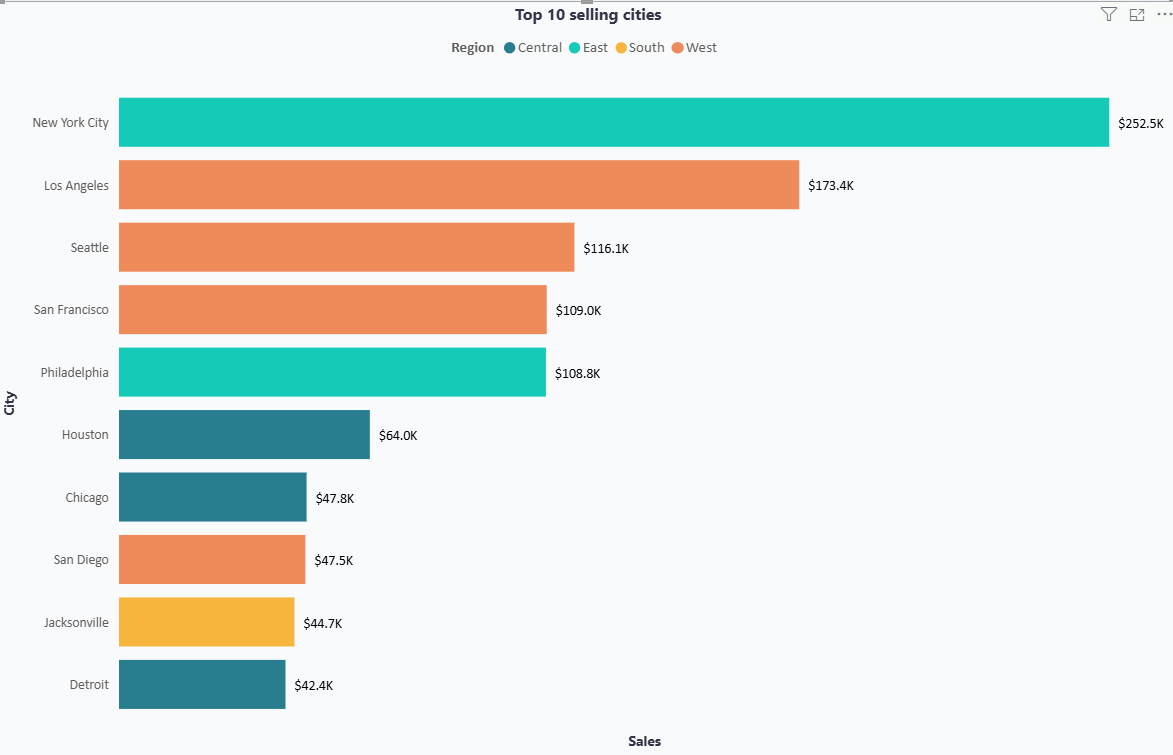 Top 10 selling cities
Region Central East South West
New York City $252.5K
Los Angeles $173.4K
Seattle $116.1K
San Francisco $109.0K
Philadelphia $108.8K
City
Houston $64.0K
Chicago $47.8K
San Diego $47.5K
Jacksonville $44.7K
Detroit $42.4K
Sales